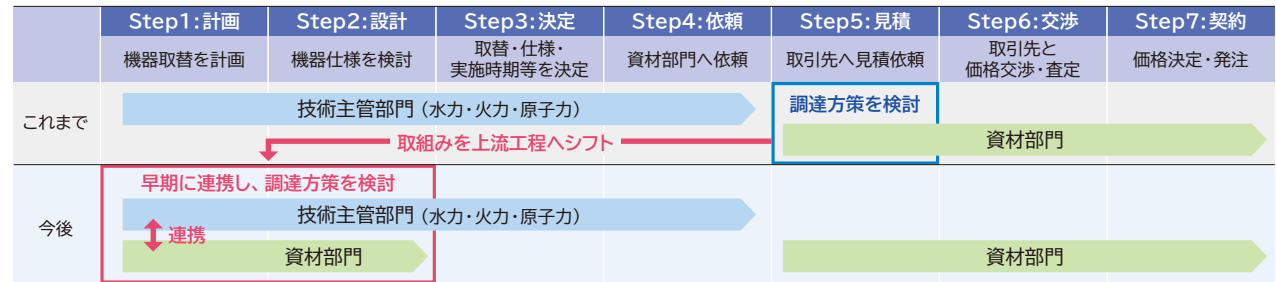 Step1:計画
Step2:設計
Step3:決定
Step4:依頼
Step5:見積
Step6:交渉
Step7:契約
機器取替を計画
機器仕様を検討
取替・仕様・
実施時期等を決定
資材部門へ依頼
取引先へ見積依頼
取引先と
価格交渉・査定
価格決定・発注
これまで
技術主管部門(水力・火力・原子力)
調達方策を検討
取組みを上流工程へシフト
資材部門
今後
早期に連携し、調達方策を検討
技術主管部門(水力・火力・原子力)
連携
資材部門
資材部門